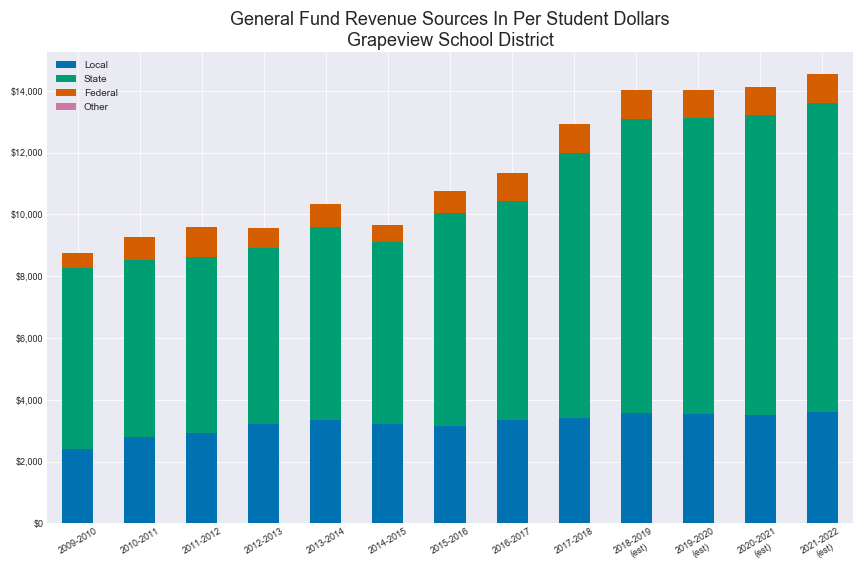 General Fund Revenue Sources In Per Student Dollars
Grapeview School District
Local
State
Federal
Other
$14,000
$12,000
$10,000
$8,000
$6,000
$4,000
$2,000
$0
2009-2010
2010-2011
2011-2012
2012-2013
2013-2014
2014-2015
2015-2016
2016-2017
2017-2018
2018-2019
(est)
2019-2020
(est)
2020-2021
(est)
2021-2022
(est)